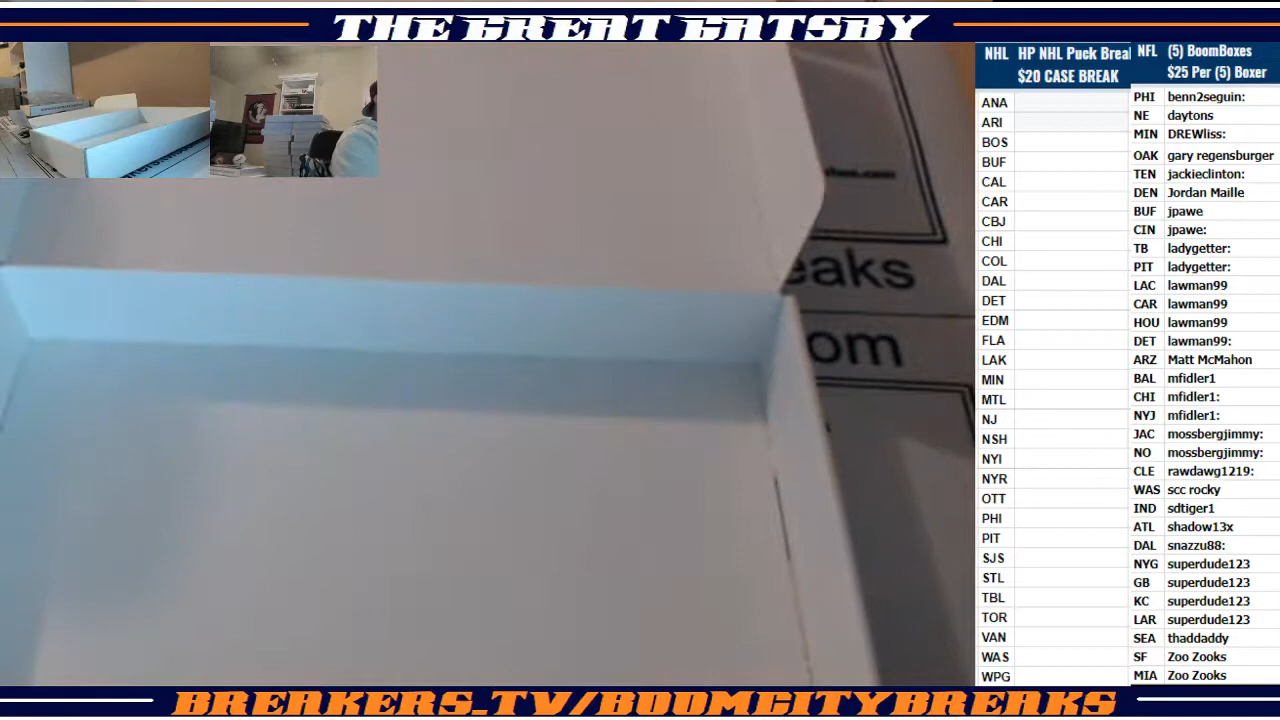 THE GREAT GATSBY
NHL HP NHL Puck Brea
$20 CASE BREAK
ANA
ARI
BOS
BUF
CAL
CAR
CBJ
CHI
COL
DAL
DET
EDM
FLA
LAK
MIN
MTL
NJ
NSH
NYI
NYR
OTT
PHI
PIT
SJS
STL
TBL
TOR
VAN
WAS
WPG
NFL (5) BoomBoxes
$25 Per (5) Boxer
PHI benn2seguin:
NE daytons
MIN DREWliss:
OAK gary regensburger
TEN jackieclinton:
DEN Jordan Maille
BUF jpawe
CIN jpawe:
TB ladygetter:
PIT ladygetter:
LAC lawman99
CAR lawman99
HOU lawman99
DET lawman99:
ARZ Matt McMahon
BAL mfidler1
CHI mfidler1:
NYJ mfidler1:
JAC mossbergjimmy:
NO mossbergjimmy:
CLE rawdawg1219:
WAS scc rocky
IND sdtiger1
ATL shadow13x
DAL snazzu88:
NYG superdude123
GB superdude123
KC superdude123
LAR superdude123
SEA thaddaddy
SF Zoo Zooks
MIA Zoo Zooks
eaks
om
BREAKERS.TV/BOOMCITYBREAKS